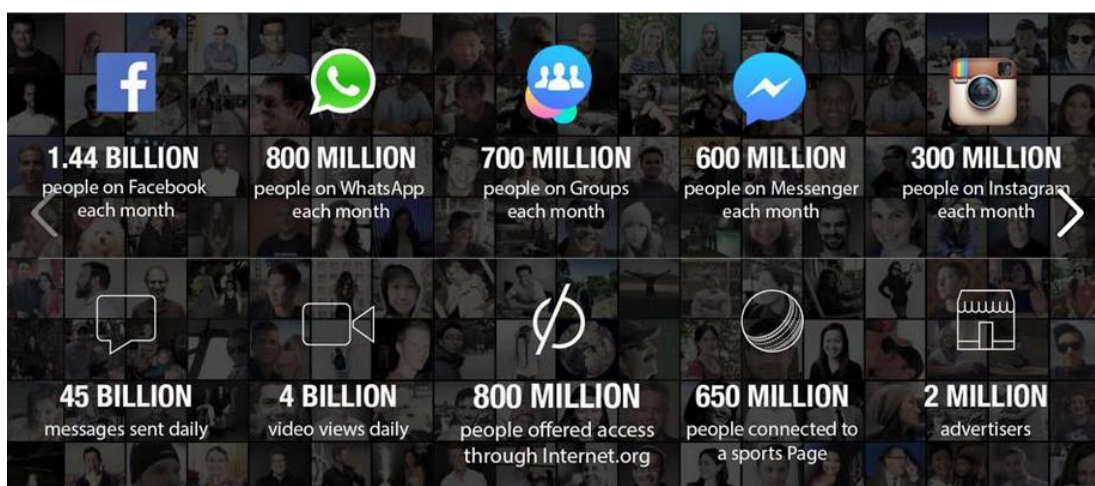 1.44 BILLION
people on Facebook
each month
800 MILLION
people on WhatsApp
each month
700 MILLION
people on Groups
each month
600 MILLION
people on Messenger
each month
300 MILLION
people on Instagram
each month
45 BILLION
messages sent daily
4 BILLION
video views daily
800 MILLION
people offered access
through Internet.org
650 MILLION
people connected to
a sports Page
2 MILLION
advertisers